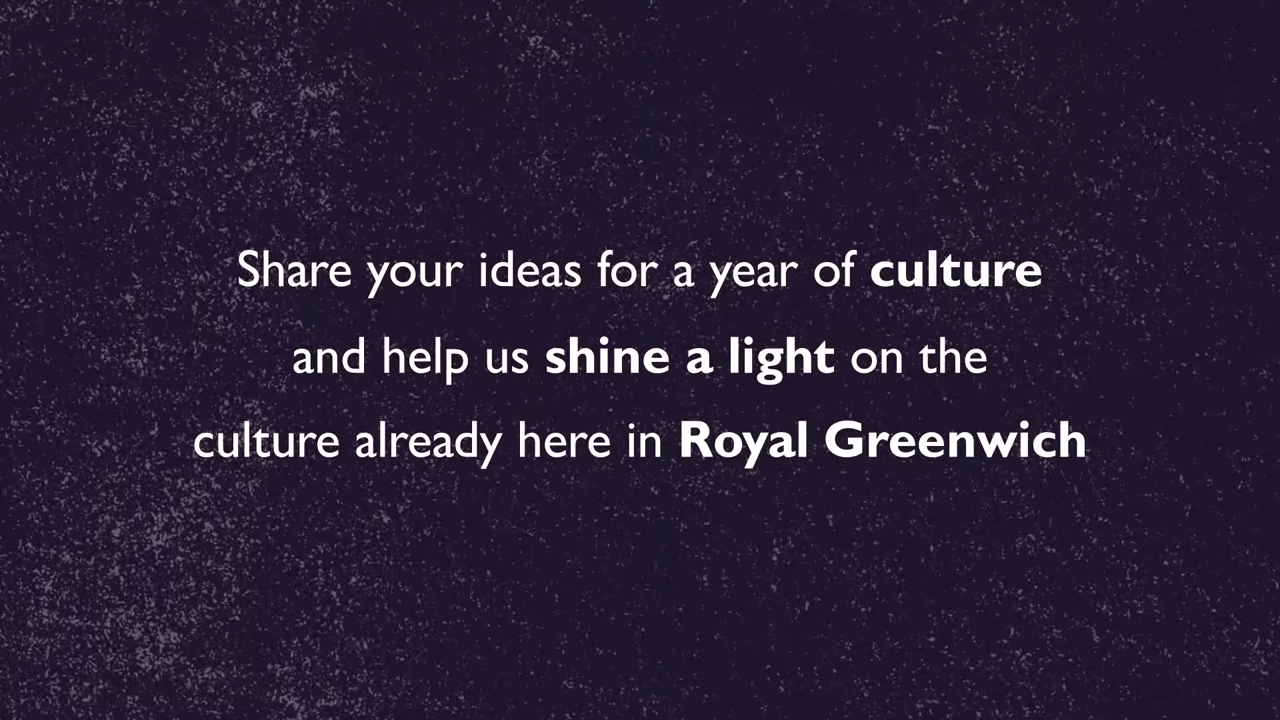 Share your ideas for a year of culture
and help us shine a light on the
culture already here in Royal Greenwich